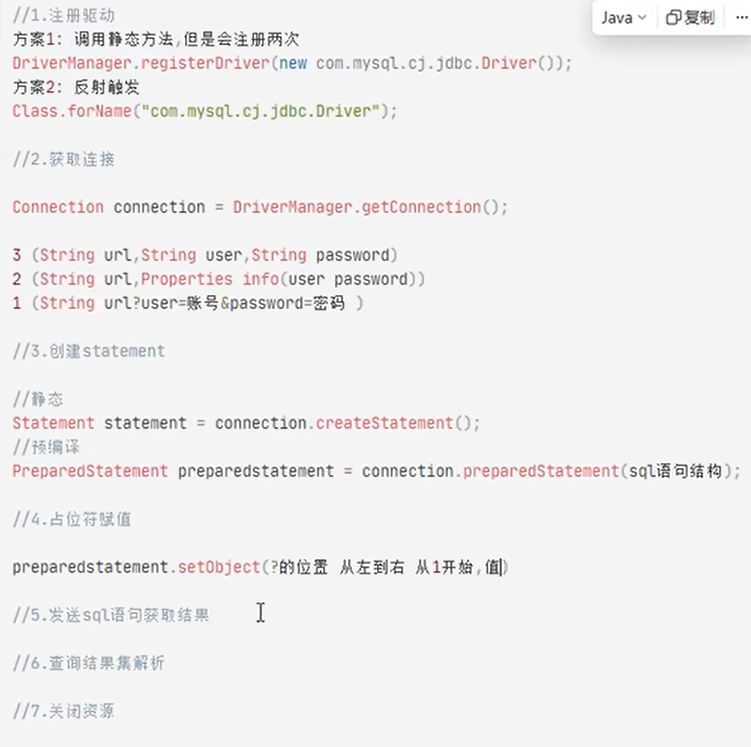 Java 复制 ...
//1.注册驱动
方案1: 调用静态方法,但是会注册两次
DriverManager.registerDriver(new com.mysql.cj.jdbc.Driver());
方案2: 反射触发
Class.forName("com.mysql.cj.jdbc.Driver");
//2.获取连接
Connection connection = DriverManager.getConnection();
3 (String url,String user,String password)
2 (String url,Properties info(user password))
1 (String url?user=账号&password=密码 )
//3.创建statement
//静态
Statement statement = connection.createStatement();
//预编译
PreparedStatement preparedstatement = connection.preparedStatement(sql语句结构);
//4.占位符赋值
preparedstatement.setObject(?的位置 从左到右 从1开始,值)
//5.发送sql语句获取结果
//6.查询结果集解析
//7.关闭资源